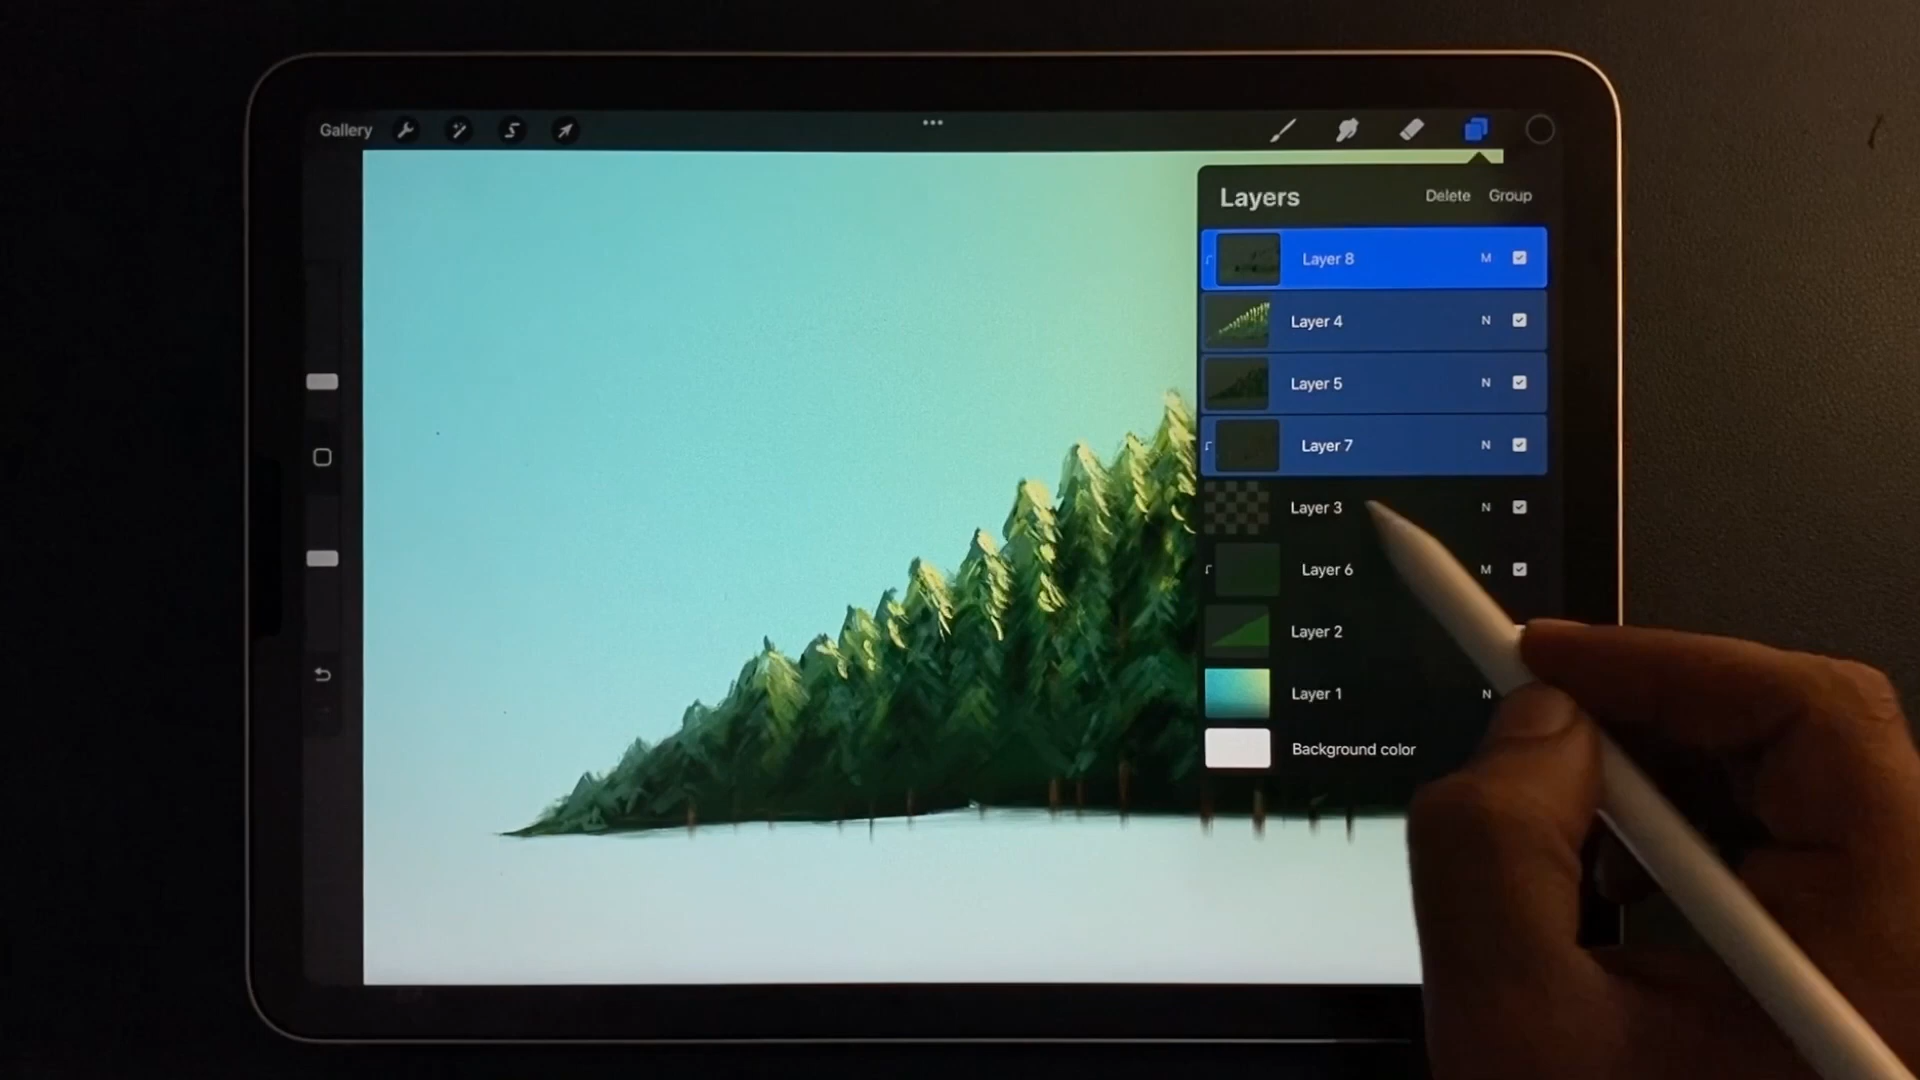 Gallery
Layers Delete Group
Layer 8 M
Layer 4 N
Layer 5 N
Layer 7 N
Layer 3 N
Layer 6 M
Layer 2
Layer 1 N
Background color